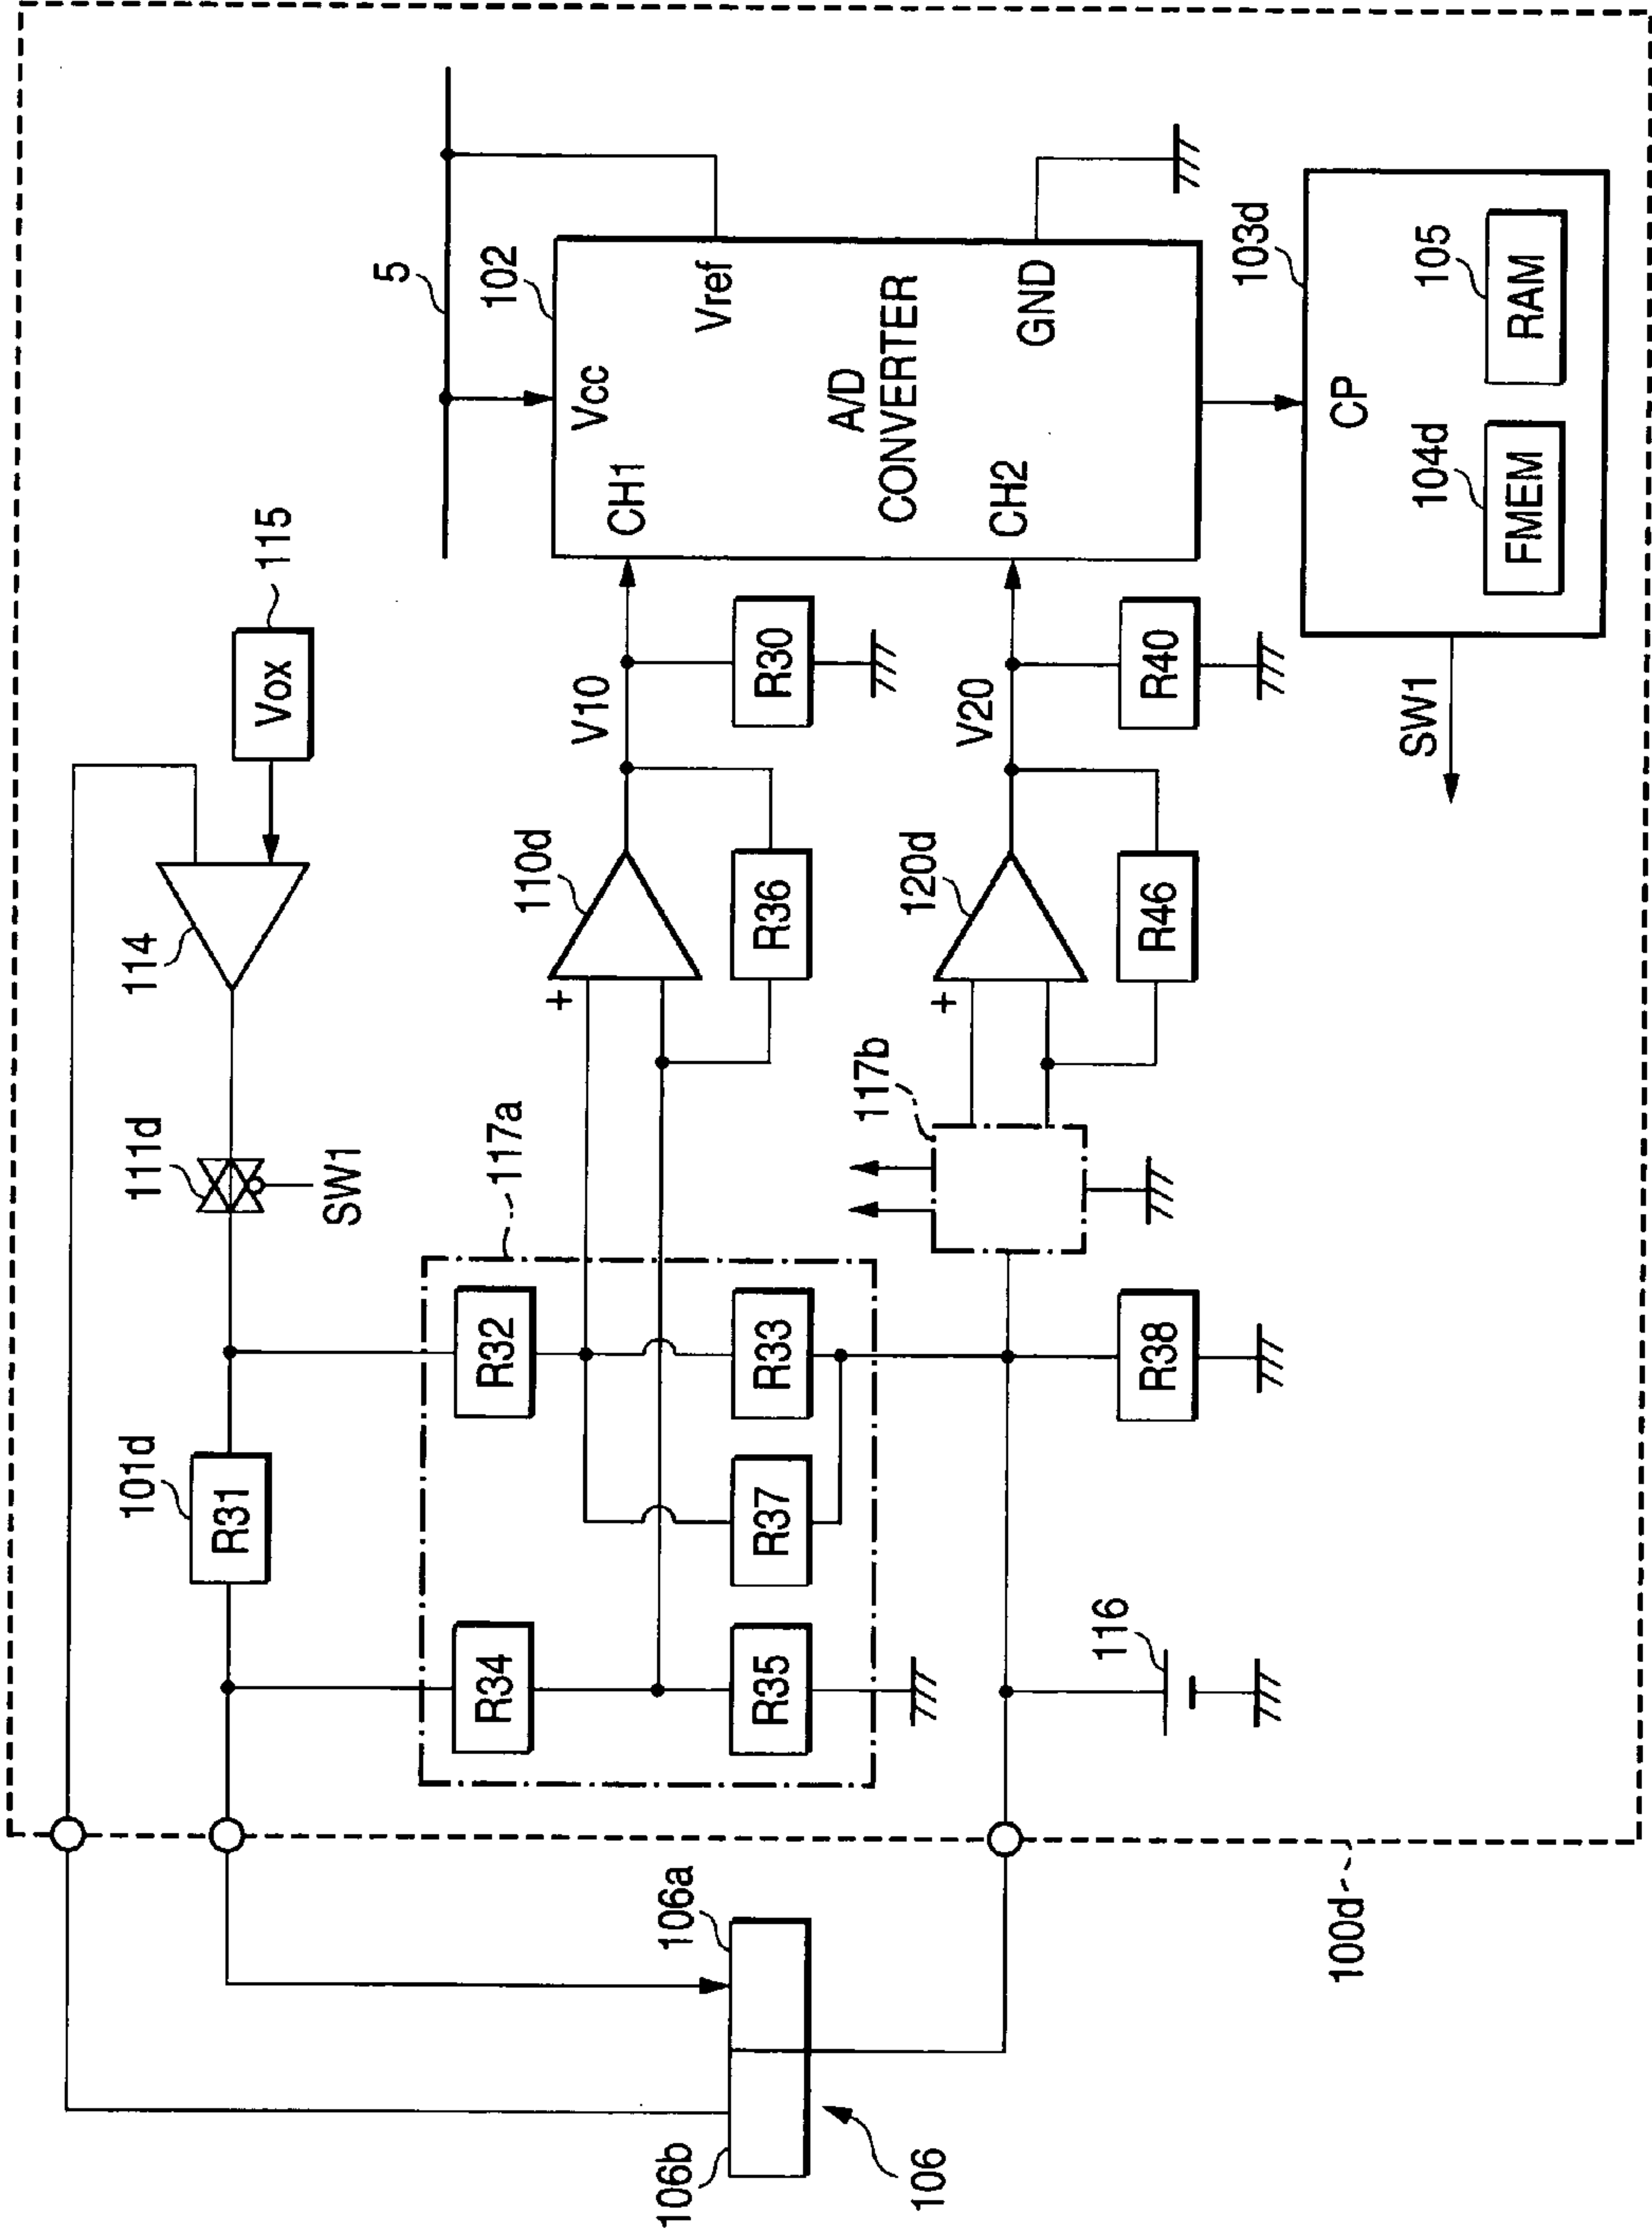 5
102
Vcc
Vref
CH1
A/D
CONVERTER
CH2
GND
103d
CP
104d
FMEM
105
RAM
SW1
115
Vox
114
111d
SW1
101d
R31
117a
R32
R33
R37
R34
R35
110d
+
R36
V10
R30
120d
+
R46
V20
R40
117b
R38
116
106a
106b
106
100d